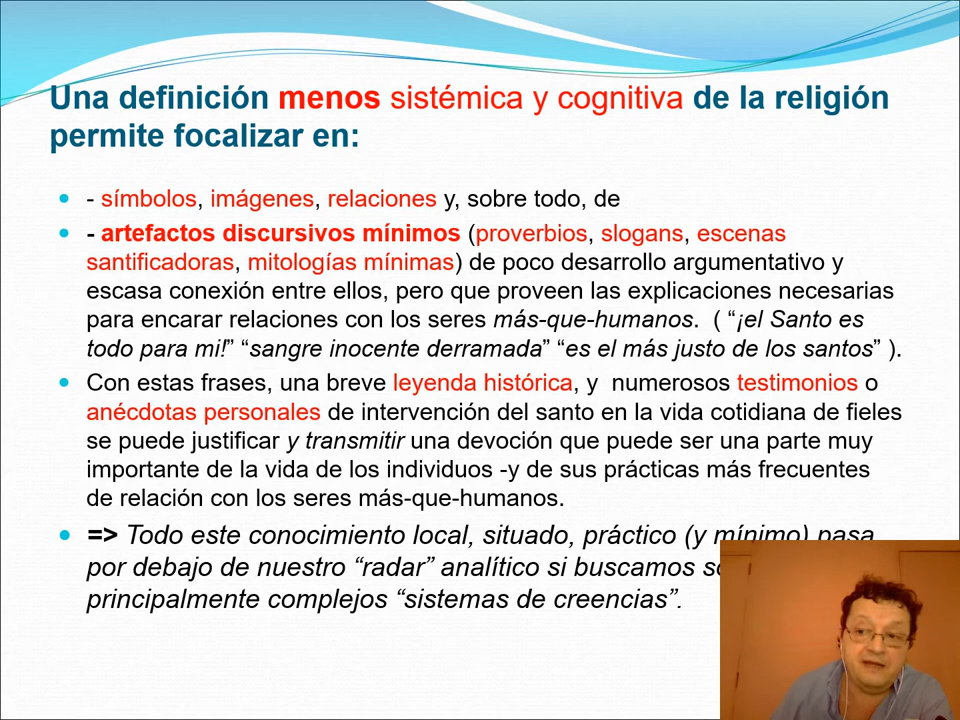 Una definición menos sistémica y cognitiva de la religión
permite focalizar en:
- símbolos, imágenes, relaciones y, sobre todo, de
- artefactos discursivos mínimos (proverbios, slogans, escenas
santificadoras, mitologías mínimas) de poco desarrollo argumentativo y
escasa conexión entre ellos, pero que proveen las explicaciones necesarias
para encarar relaciones con los seres más-que-humanos. ( “¡el Santo es
todo para mi!” “sangre inocente derramada” “es el más justo de los santos” ).
Con estas frases, una breve leyenda histórica, y numerosos testimonios o
anécdotas personales de intervención del santo en la vida cotidiana de fieles
se puede justificar y transmitir una devoción que puede ser una parte muy
importante de la vida de los individuos -y de sus prácticas más frecuentes
de relación con los seres más-que-humanos.
=> Todo este conocimiento local, situado, práctico (y mínimo) pasa
por debajo de nuestro “radar” analítico si buscamos
principalmente complejos “sistemas de creencias”.